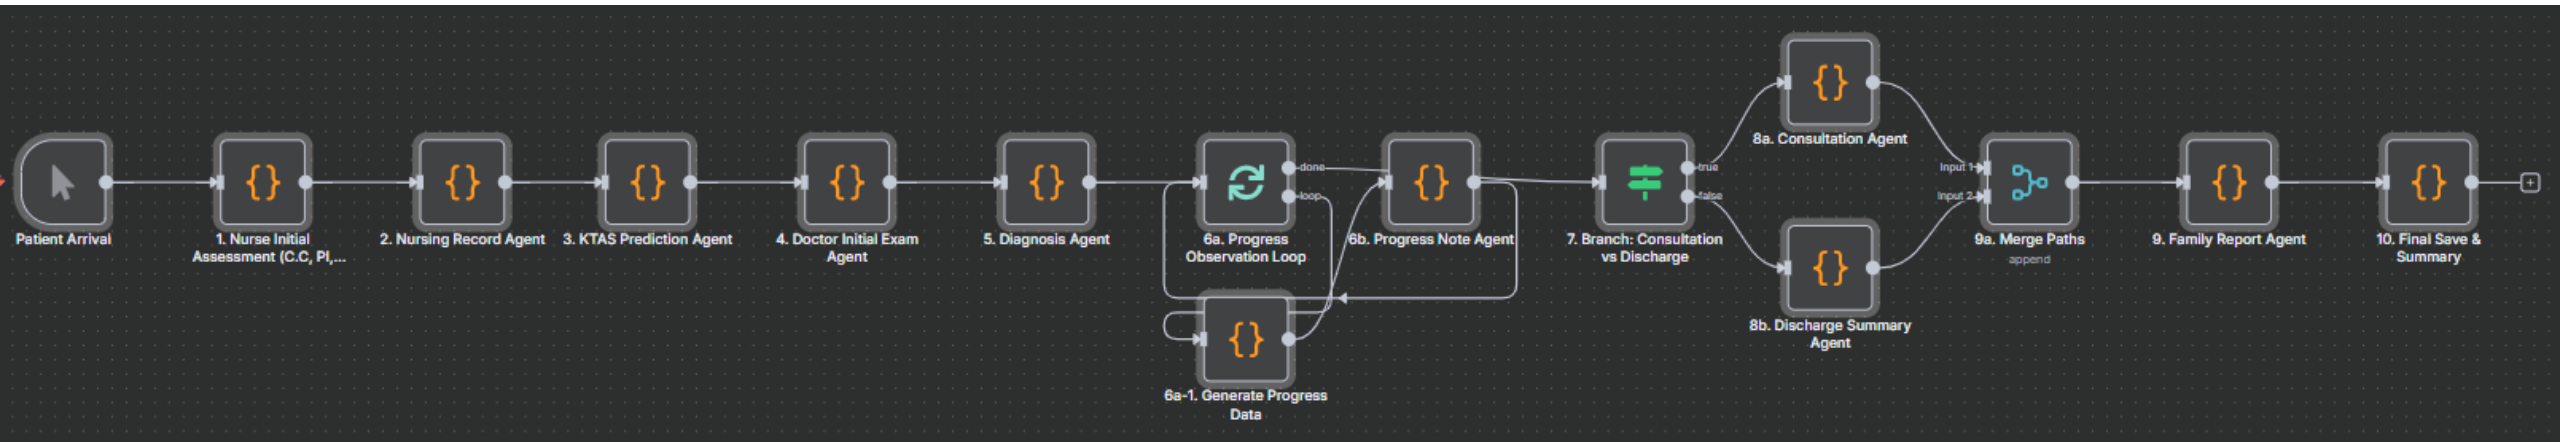 Patient Arrival
1. Nurse Initial
Assessment (C.C, PI,...
2. Nursing Record Agent
3. KTAS Prediction Agent
4. Doctor Initial Exam
Agent
5. Diagnosis Agent
done
loop
6a. Progress
Observation Loop
6a-1. Generate Progress
Data
6b. Progress Note Agent
true
false
7. Branch: Consultation
vs Discharge
8a. Consultation Agent
8b. Discharge Summary
Agent
Input 1
Input 2
9a. Merge Paths
append
9. Family Report Agent
10. Final Save &
Summary